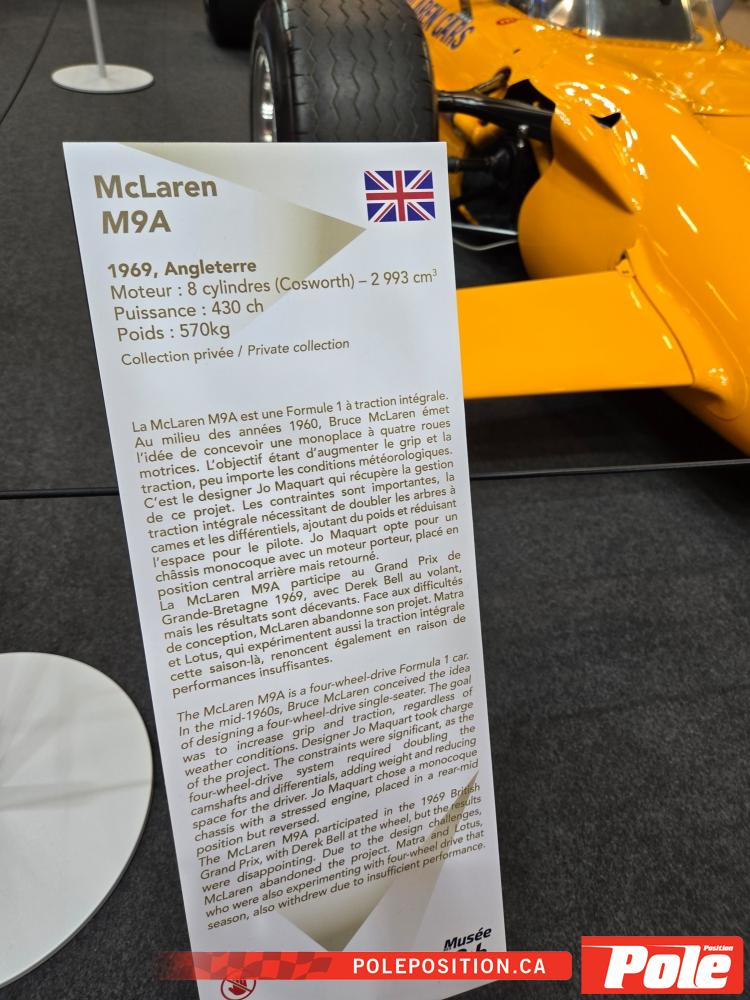 EN CARS
McLaren
M9A
1969, Angleterre
Moteur : 8 cylindres (Cosworth) – 2 993 cm³
Puissance : 430 ch
Poids : 570kg
Collection privée / Private collection
La McLaren M9A est une Formule 1 à traction intégrale.
Au milieu des années 1960, Bruce McLaren émet
l'idée de concevoir une monoplace à quatre roues
motrices. L'objectif étant d'augmenter le grip et la
traction, peu importe les conditions météorologiques.
C'est le designer Jo Maquart qui récupère la gestion
de ce projet. Les contraintes sont importantes, la
traction intégrale nécessitant de doubler les arbres à
cames et les différentiels, ajoutant du poids et réduisant
l'espace pour le pilote. Jo Maquart opte pour un
châssis monocoque avec un moteur porteur, placé en
position central arrière mais retourné.
La McLaren M9A participe au Grand Prix de
Grande-Bretagne 1969, avec Derek Bell au volant,
mais les résultats sont décevants. Face aux difficultés
de conception, McLaren abandonne son projet. Matra
et Lotus, qui expérimentent aussi la traction intégrale
cette saison-là, renoncent également en raison de
performances insuffisantes.
The McLaren M9A is a four-wheel-drive Formula 1 car.
In the mid-1960s, Bruce McLaren conceived the idea
of designing a four-wheel-drive single-seater. The goal
was to increase grip and traction, regardless of
weather conditions. Designer Jo Maquart took charge
of the project. The constraints were significant, as the
four-wheel-drive system required doubling the
camshafts and differentials, adding weight and reducing
space for the driver. Jo Maquart chose a monocoque
chassis with a stressed engine, placed in a rear-mid
position but reversed.
The McLaren M9A participated in the 1969 British
Grand Prix, with Derek Bell at the wheel, but the results
were disappointing. Due to the design challenges,
McLaren abandoned the project. Matra and Lotus,
who were also experimenting with four-wheel drive that
season, also withdrew due to insufficient performance.
Musée
POLEPOSITION.CA
Pole Position